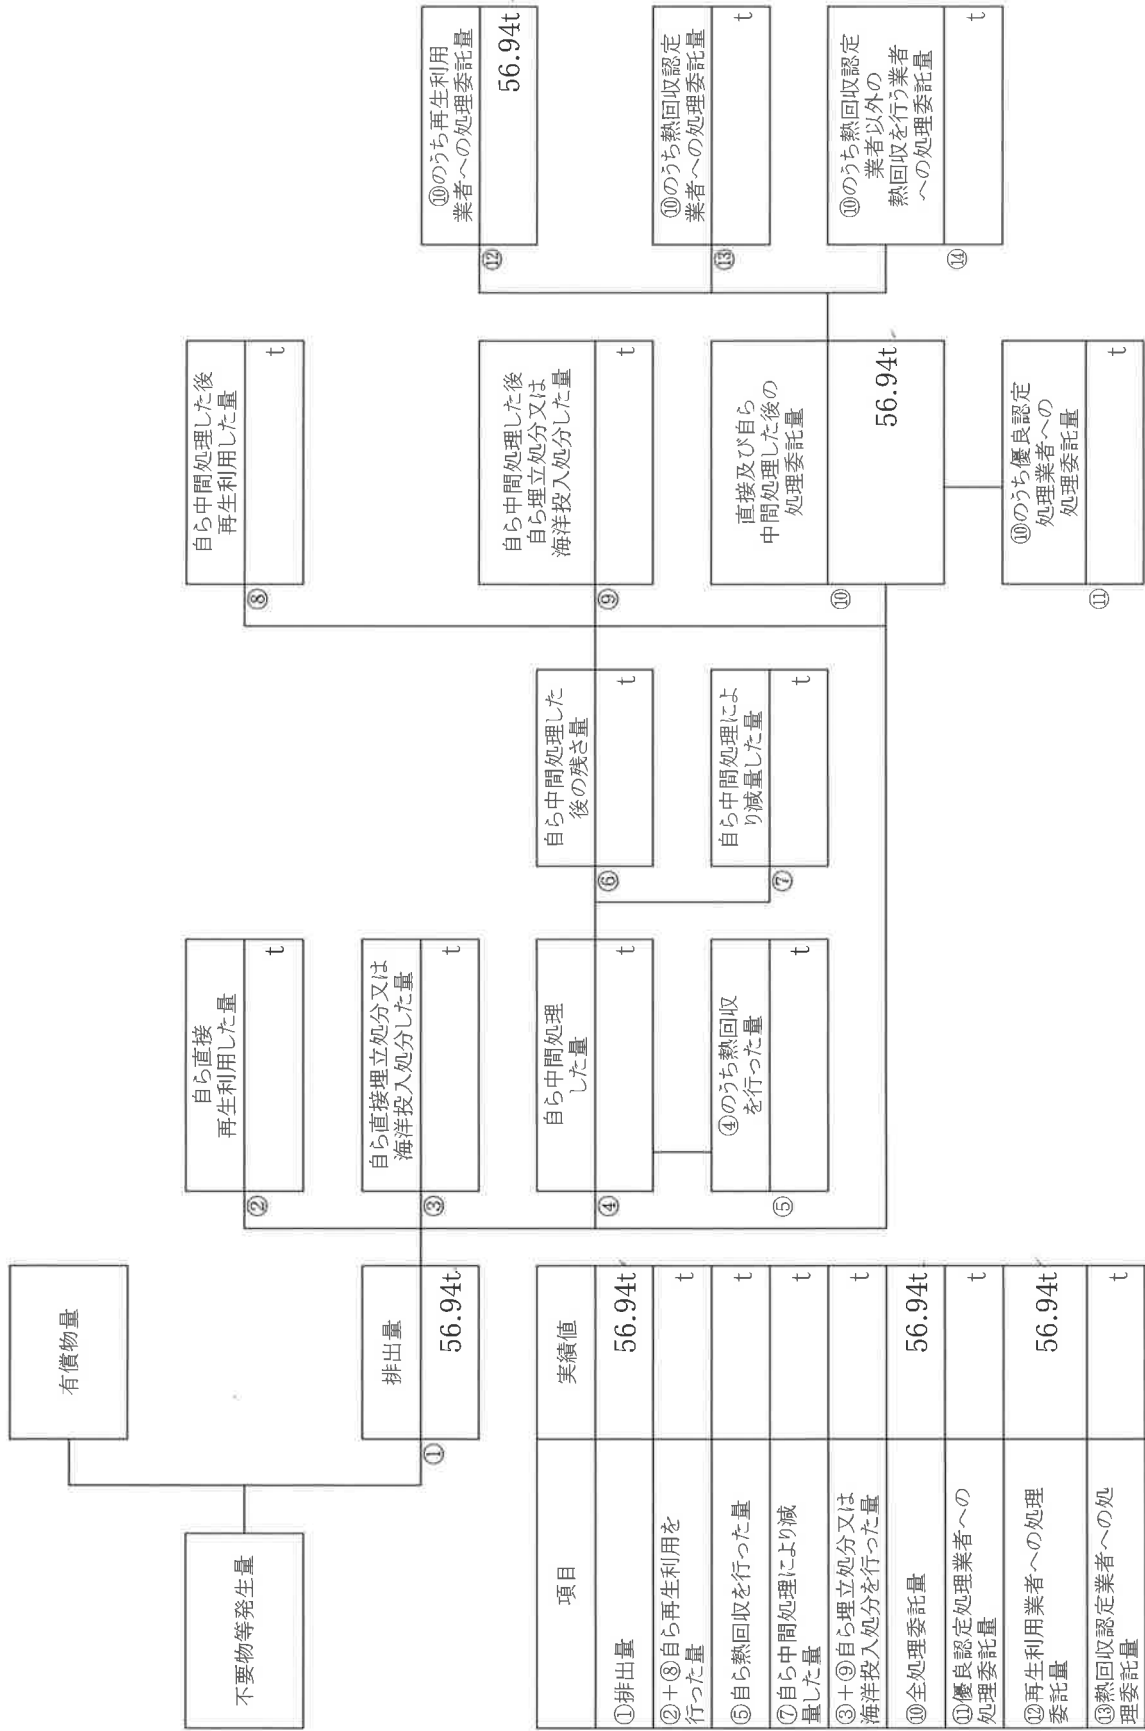 有償物量
不要物等発生量
排出量
① 56.94t
自ら直接
再生利用した量
② t
自ら直接埋立処分又は
海洋投入処分した量
③ t
自ら中間処理
した量
④ t
④のうち熱回収
を行った量
⑤ t
自ら中間処理した
後の残さ量
⑥ t
自ら中間処理によ
り減量した量
⑦ t
自ら中間処理した後
再生利用した量
⑧ t
自ら中間処理した後
自ら埋立処分又は
海洋投入処分した量
⑨ t
直接及び自ら
中間処理した後の
処理委託量
⑩ 56.94t
⑩のうち優良認定
処理業者への
処理委託量
⑪ t
⑩のうち再生利用
業者への処理委託量
⑫ 56.94t
⑩のうち熱回収認定
業者への処理委託量
⑬ t
⑩のうち熱回収認定
業者以外の
熱回収を行う業者
への処理委託量
⑭ t
項目 実績値
①排出量 56.94t
②+⑧自ら再生利用を
行った量 t
⑤自ら熱回収を行った量 t
⑦自ら中間処理により減
量した量 t
③+⑨自ら埋立処分又は
海洋投入処分を行った量 t
⑩全処理委託量 56.94t
⑪優良認定処理業者への
処理委託量 t
⑫再生利用業者への処理
委託量 56.94t
⑬熱回収認定業者への処
理委託量 t